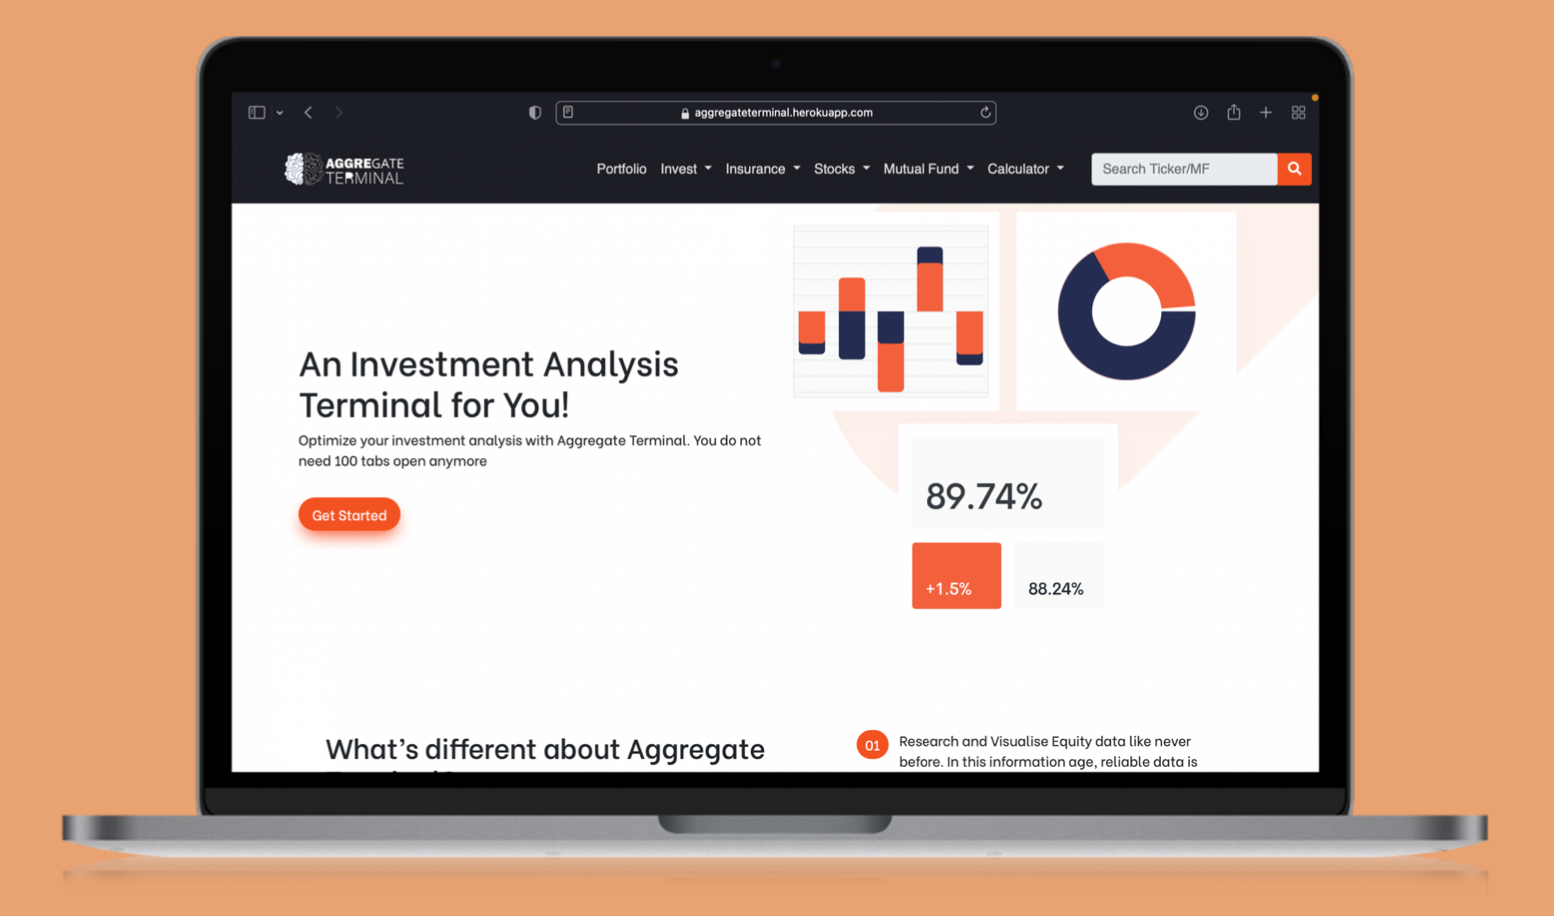 aggregateterminal.herokuapp.com
AGGREGATE
TERMINAL
Portfolio Invest Insurance Stocks Mutual Fund Calculator Search Ticker/MF
An Investment Analysis
Terminal for You!
Optimize your investment analysis with Aggregate Terminal. You do not
need 100 tabs open anymore
Get Started
89.74%
+1.5% 88.24%
What's different about Aggregate
01 Research and Visualise Equity data like never
before. In this information age, reliable data is